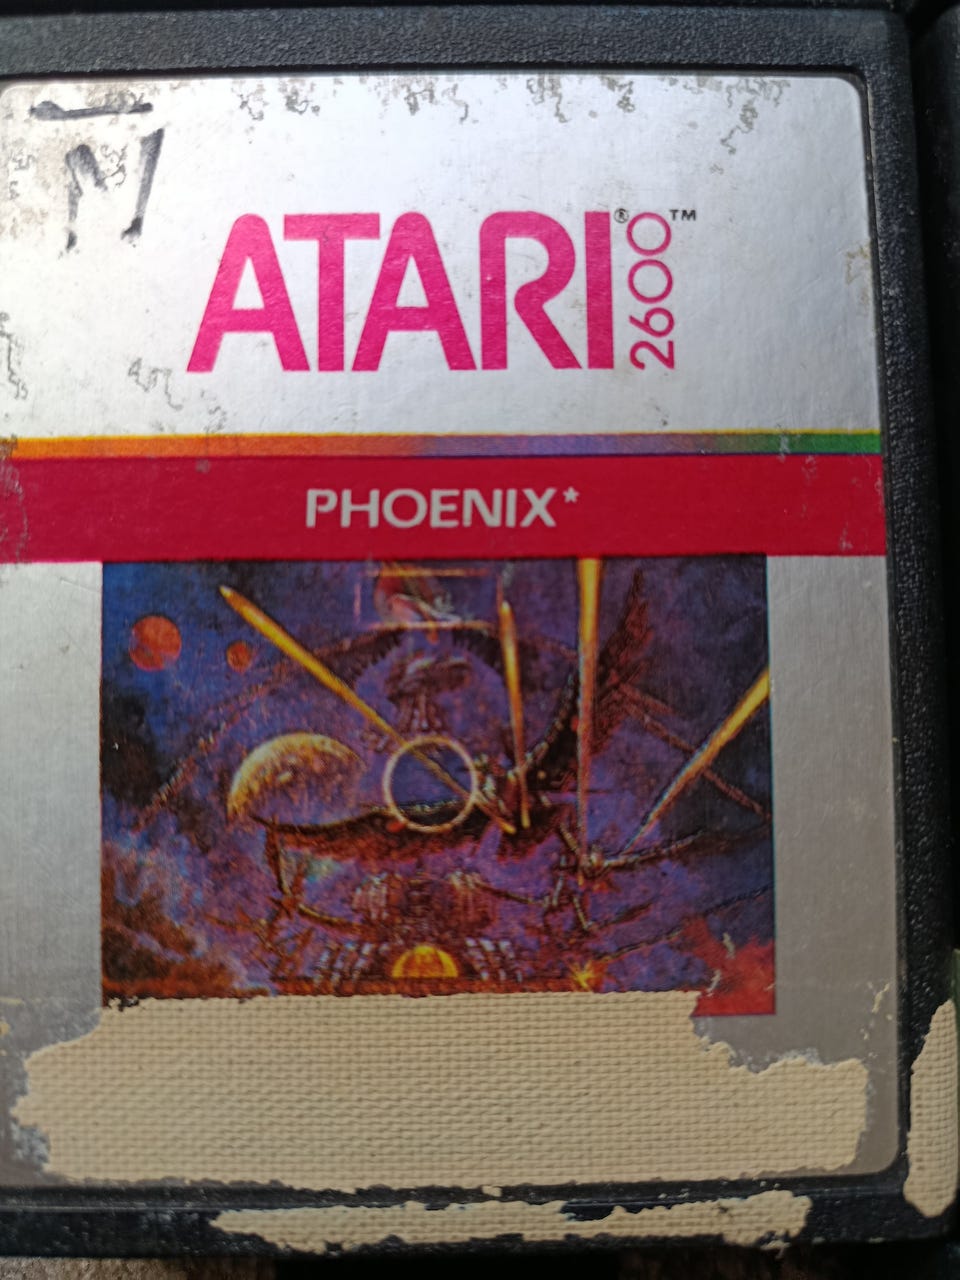 M
ATARI® 2600™
PHOENIX*